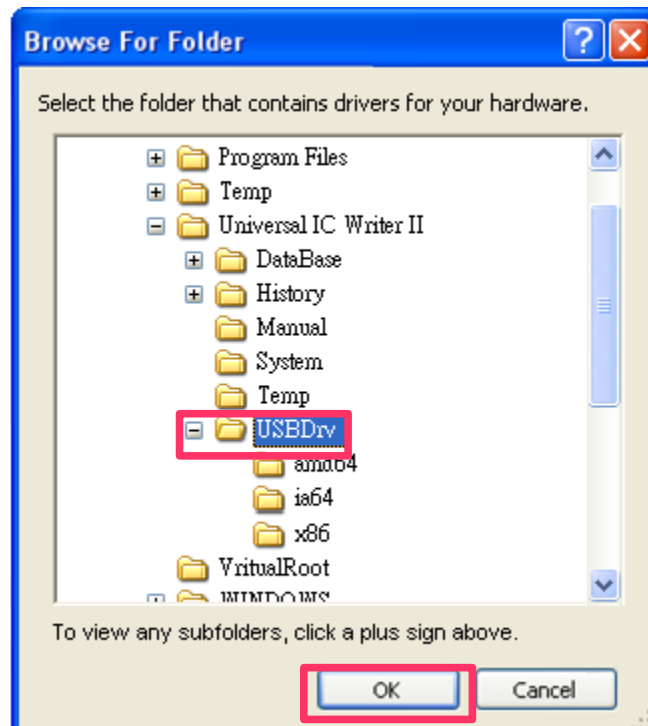 Browse For Folder
Select the folder that contains drivers for your hardware.
Program Files
Temp
Universal IC Writer II
DataBase
History
Manual
System
Temp
USBDrv
amd64
ia64
x86
VritualRoot
WINDOWS
To view any subfolders, click a plus sign above.
OK Cancel